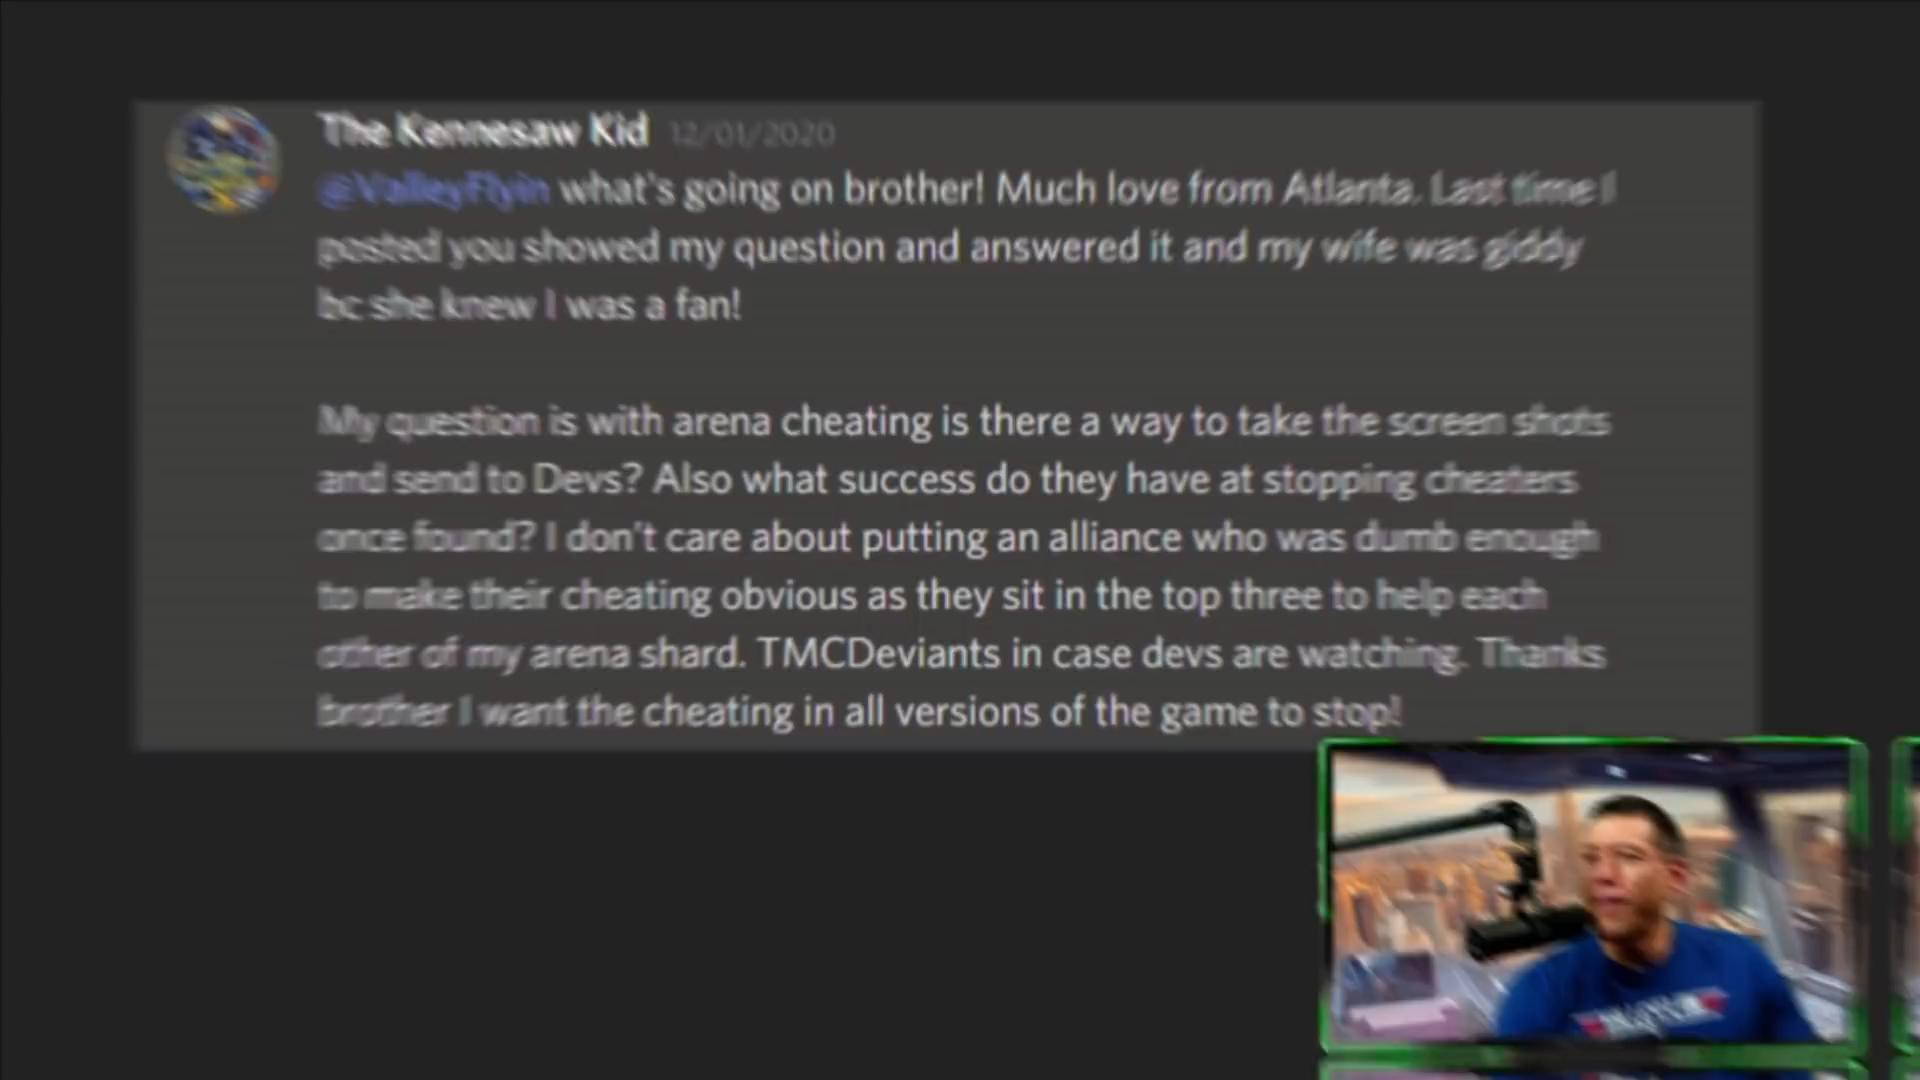 The Kennesaw Kid 12/01/2020
@ValleyFlyin what's going on brother! Much love from Atlanta. Last time I
posted you showed my question and answered it and my wife was giddy
bc she knew I was a fan!
My question is with arena cheating is there a way to take the screen shots
and send to Devs? Also what success do they have at stopping cheaters
once found? I don't care about putting an alliance who was dumb enough
to make their cheating obvious as they sit in the top three to help each
other of my arena shard. TMCDeviants in case devs are watching. Thanks
brother I want the cheating in all versions of the game to stop!